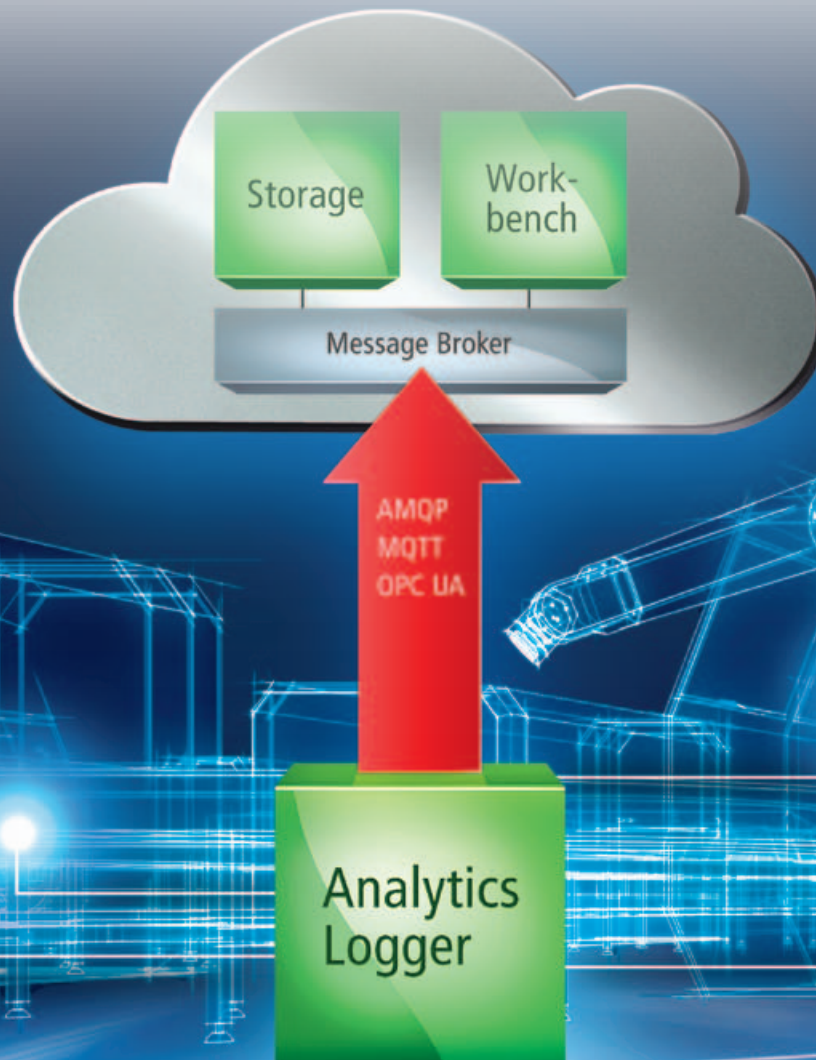 Storage
Work-
bench
Message Broker
AMQP
MQTT
OPC UA
Analytics
Logger